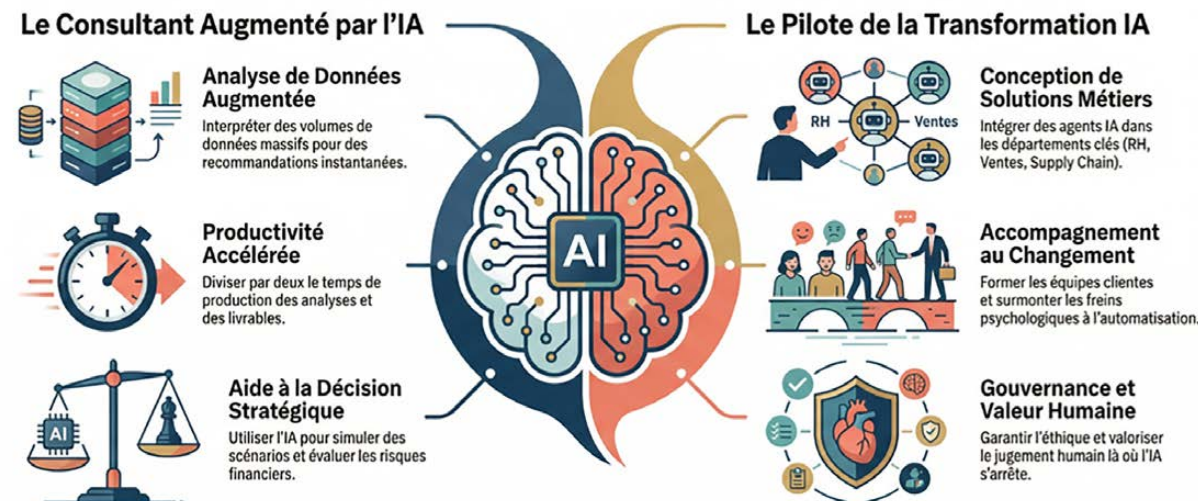 Le Consultant Augmenté par l'IA
Analyse de Données
Augmentée
Interpréter des volumes de
données massifs pour des
recommandations instantanées.
Productivité
Accélérée
Diviser par deux le temps de
production des analyses et
des livrables.
AI
Aide à la Décision
Stratégique
Utiliser l'IA pour simuler des
scénarios et évaluer les risques
financiers.
AI
Le Pilote de la Transformation IA
RH
Ventes
Conception de
Solutions Métiers
Intégrer des agents IA dans
les départements clés (RH,
Ventes, Supply Chain).
Accompagnement
au Changement
Former les équipes clientes
et surmonter les freins
psychologiques à l'automatisation.
Gouvernance et
Valeur Humaine
Garantir l'éthique et valoriser
le jugement humain là où l'IA
s'arrête.